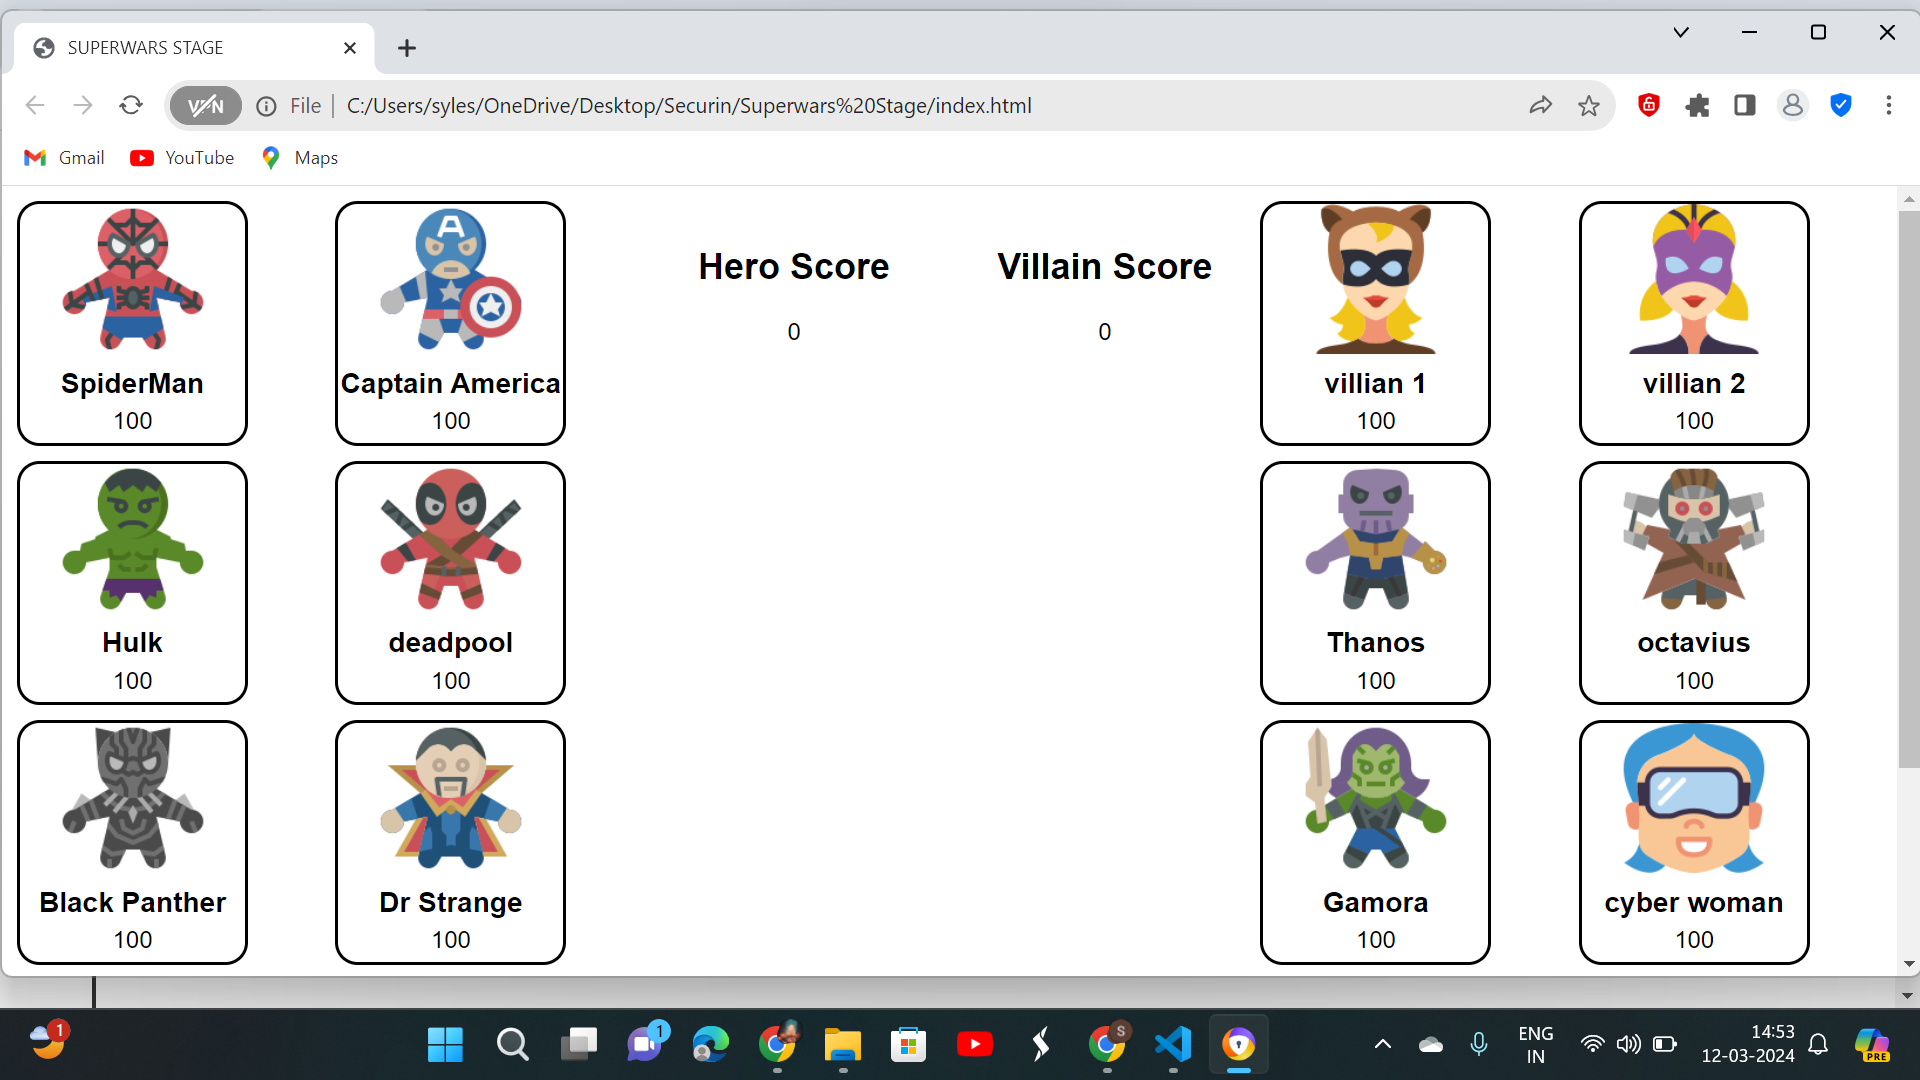 SUPERWARS STAGE
VPN
File
C:/Users/syles/OneDrive/Desktop/Securin/Superwars%20Stage/index.html
Gmail
YouTube
Maps
A
Hero Score
0
Villain Score
0
SpiderMan
100
Captain America
100
villian 1
100
villian 2
100
Hulk
100
deadpool
100
Thanos
100
octavius
100
Black Panther
100
Dr Strange
100
Gamora
100
cyber woman
100
1
1
S
ENG
IN
14:53
12-03-2024
PRE